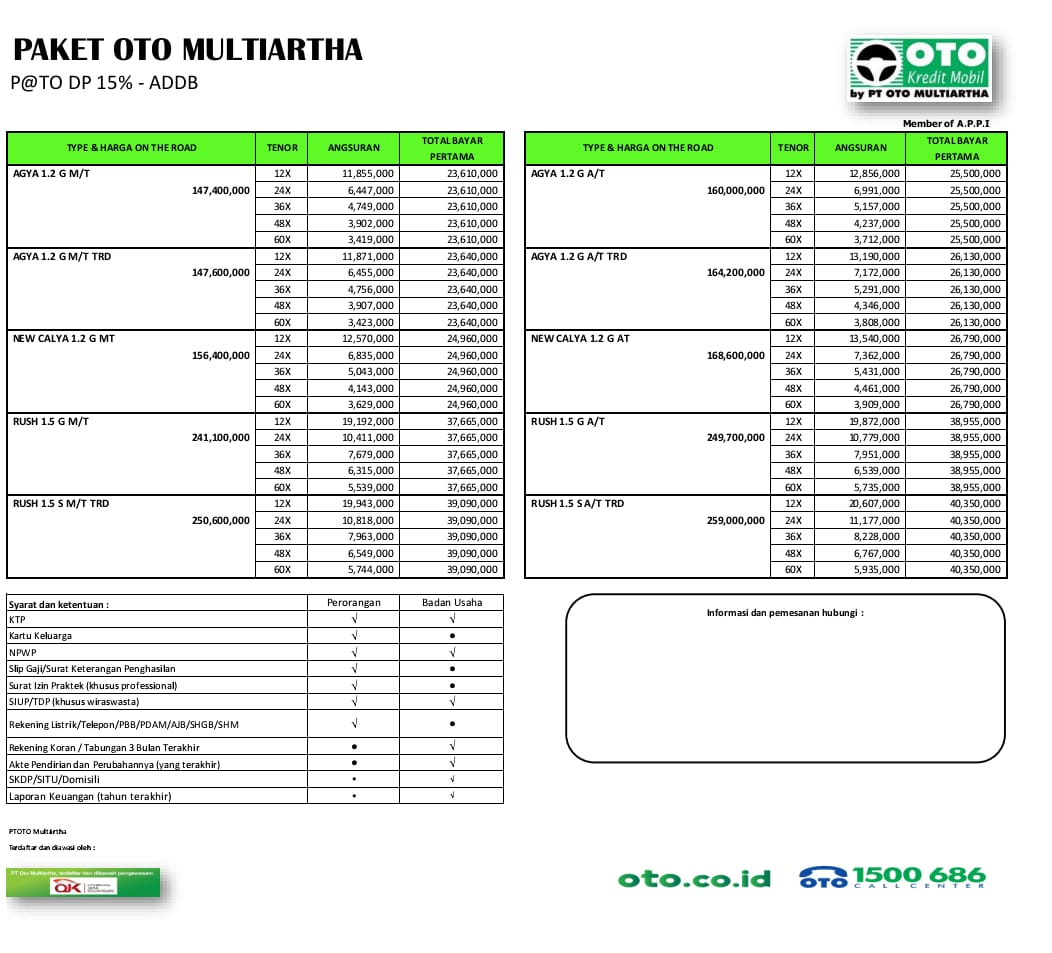 PAKET OTO MULTIARTHA
P@TO DP 15% - ADDB
OTO
Kredit Mobil
by PT OTO MULTIARTHA
Member of A.P.P.I
TYPE & HARGA ON THE ROAD TENOR ANGSURAN TOTAL BAYAR PERTAMA
AGYA 1.2 G M/T 12X 11,855,000 23,610,000
147,400,000 24X 6,447,000 23,610,000
36X 4,749,000 23,610,000
48X 3,902,000 23,610,000
60X 3,419,000 23,610,000
AGYA 1.2 G M/T TRD 12X 11,871,000 23,640,000
147,600,000 24X 6,455,000 23,640,000
36X 4,756,000 23,640,000
48X 3,907,000 23,640,000
60X 3,423,000 23,640,000
NEW CALYA 1.2 G MT 12X 12,570,000 24,960,000
156,400,000 24X 6,835,000 24,960,000
36X 5,043,000 24,960,000
48X 4,143,000 24,960,000
60X 3,629,000 24,960,000
RUSH 1.5 G M/T 12X 19,192,000 37,665,000
241,100,000 24X 10,411,000 37,665,000
36X 7,679,000 37,665,000
48X 6,315,000 37,665,000
60X 5,539,000 37,665,000
RUSH 1.5 S M/T TRD 12X 19,943,000 39,090,000
250,600,000 24X 10,818,000 39,090,000
36X 7,963,000 39,090,000
48X 6,549,000 39,090,000
60X 5,744,000 39,090,000
TYPE & HARGA ON THE ROAD TENOR ANGSURAN TOTAL BAYAR PERTAMA
AGYA 1.2 G A/T 12X 12,856,000 25,500,000
160,000,000 24X 6,991,000 25,500,000
36X 5,157,000 25,500,000
48X 4,237,000 25,500,000
60X 3,712,000 25,500,000
AGYA 1.2 G A/T TRD 12X 13,190,000 26,130,000
164,200,000 24X 7,172,000 26,130,000
36X 5,291,000 26,130,000
48X 4,346,000 26,130,000
60X 3,808,000 26,130,000
NEW CALYA 1.2 G AT 12X 13,540,000 26,790,000
168,600,000 24X 7,362,000 26,790,000
36X 5,431,000 26,790,000
48X 4,461,000 26,790,000
60X 3,909,000 26,790,000
RUSH 1.5 G A/T 12X 19,872,000 38,955,000
249,700,000 24X 10,779,000 38,955,000
36X 7,951,000 38,955,000
48X 6,539,000 38,955,000
60X 5,735,000 38,955,000
RUSH 1.5 S A/T TRD 12X 20,607,000 40,350,000
259,000,000 24X 11,177,000 40,350,000
36X 8,228,000 40,350,000
48X 6,767,000 40,350,000
60X 5,935,000 40,350,000
Syarat dan ketentuan : Perorangan Badan Usaha
KTP √ √
Kartu Keluarga √ •
NPWP √ √
Slip Gaji/Surat Keterangan Penghasilan √ •
Surat Izin Praktek (khusus professional) √ •
SIUP/TDP (khusus wiraswasta) √ √
Rekening Listrik/Telepon/PBB/PDAM/AJB/SHGB/SHM √ •
Rekening Koran / Tabungan 3 Bulan Terakhir • √
Akte Pendirian dan Perubahannya (yang terakhir) • √
SKDP/SITU/Domisili • √
Laporan Keuangan (tahun terakhir) • √
Informasi dan pemesanan hubungi :
PT OTO Multiartha
Terdaftar dan diawasi oleh :
PT Oto Multiartha, terdaftar dan dibawah pengawasan:
OJK
oto.co.id
OTO 1500 686
CALL CENTER